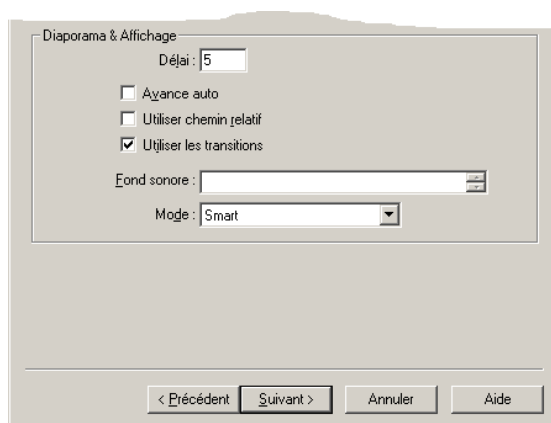 Diaporama & Affichage
Délai : 5
Avance auto
Utiliser chemin relatif
Utiliser les transitions
Fond sonore :
Mode : Smart
< Précédent Suivant > Annuler Aide